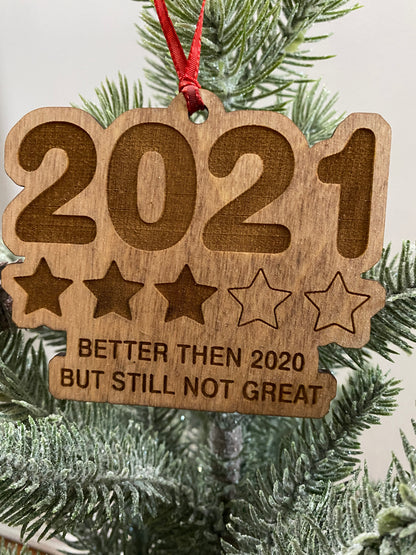 2021
BETTER THEN 2020
BUT STILL NOT GREAT